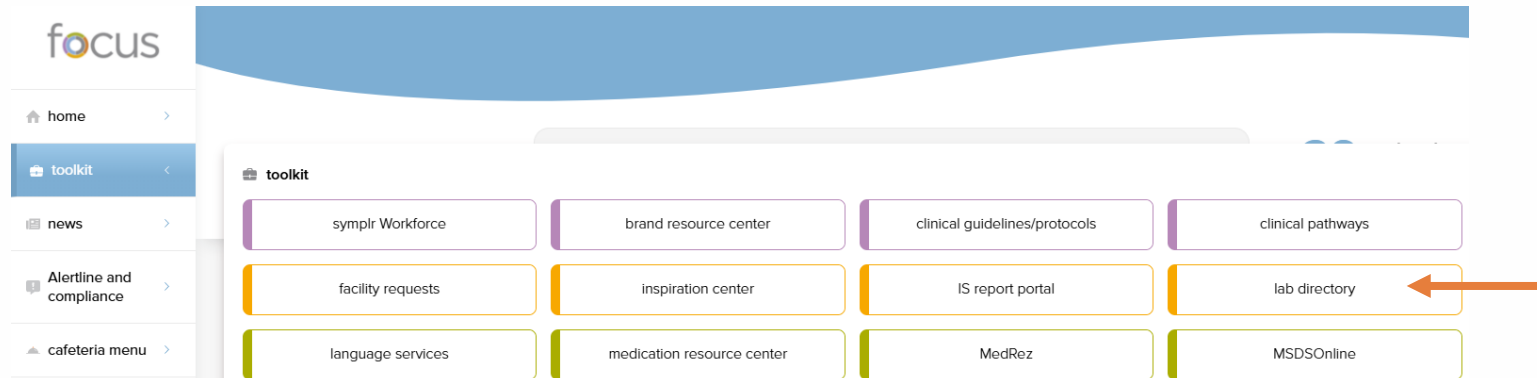 focus
home
toolkit
news
Alertline and
compliance
cafeteria menu
toolkit
symplr Workforce
brand resource center
clinical guidelines/protocols
clinical pathways
facility requests
inspiration center
IS report portal
lab directory
language services
medication resource center
MedRez
MSDSOnline